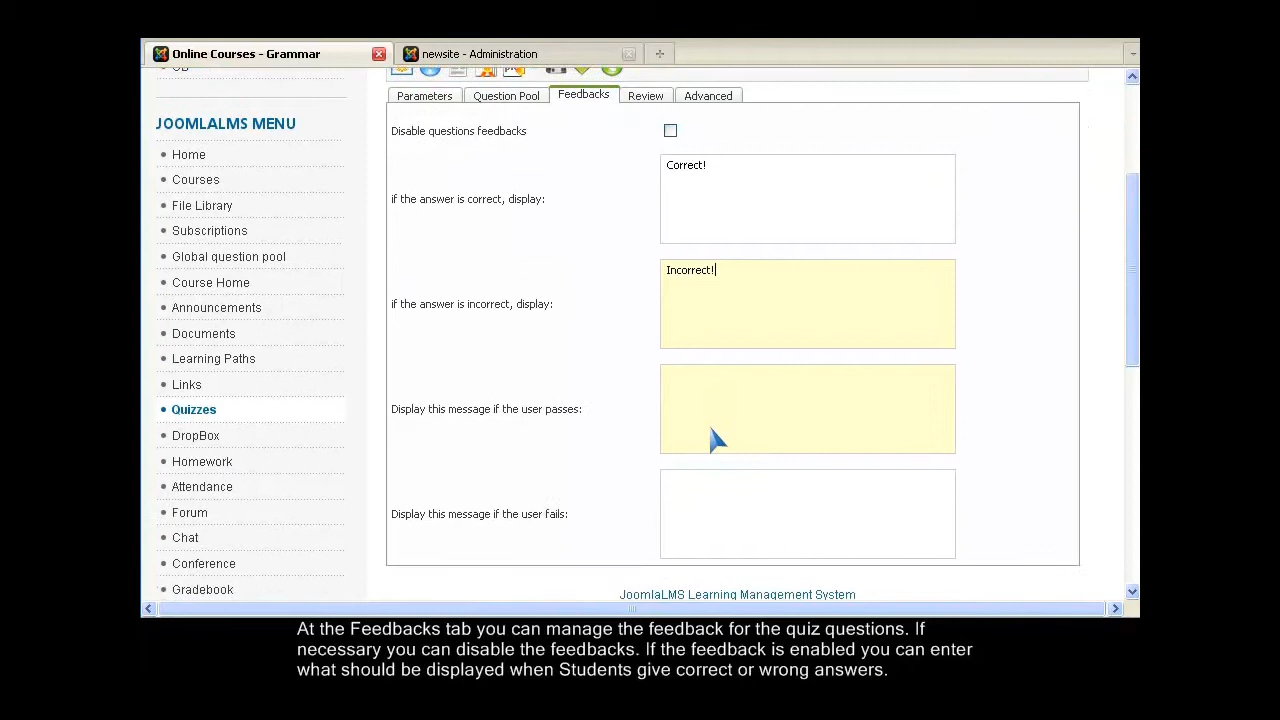 Online Courses - Grammar
newsite - Administration
JOOMLALMS MENU
Home
Courses
File Library
Subscriptions
Global question pool
Course Home
Announcements
Documents
Learning Paths
Links
Quizzes
DropBox
Homework
Attendance
Forum
Chat
Conference
Gradebook
Parameters Question Pool Feedbacks Review Advanced
Disable questions feedbacks
Correct!
if the answer is correct, display:
Incorrect!
if the answer is incorrect, display:
Display this message if the user passes:
Display this message if the user fails:
JoomlaLMS Learning Management System
At the Feedbacks tab you can manage the feedback for the quiz questions. If
necessary you can disable the feedbacks. If the feedback is enabled you can enter
what should be displayed when Students give correct or wrong answers.